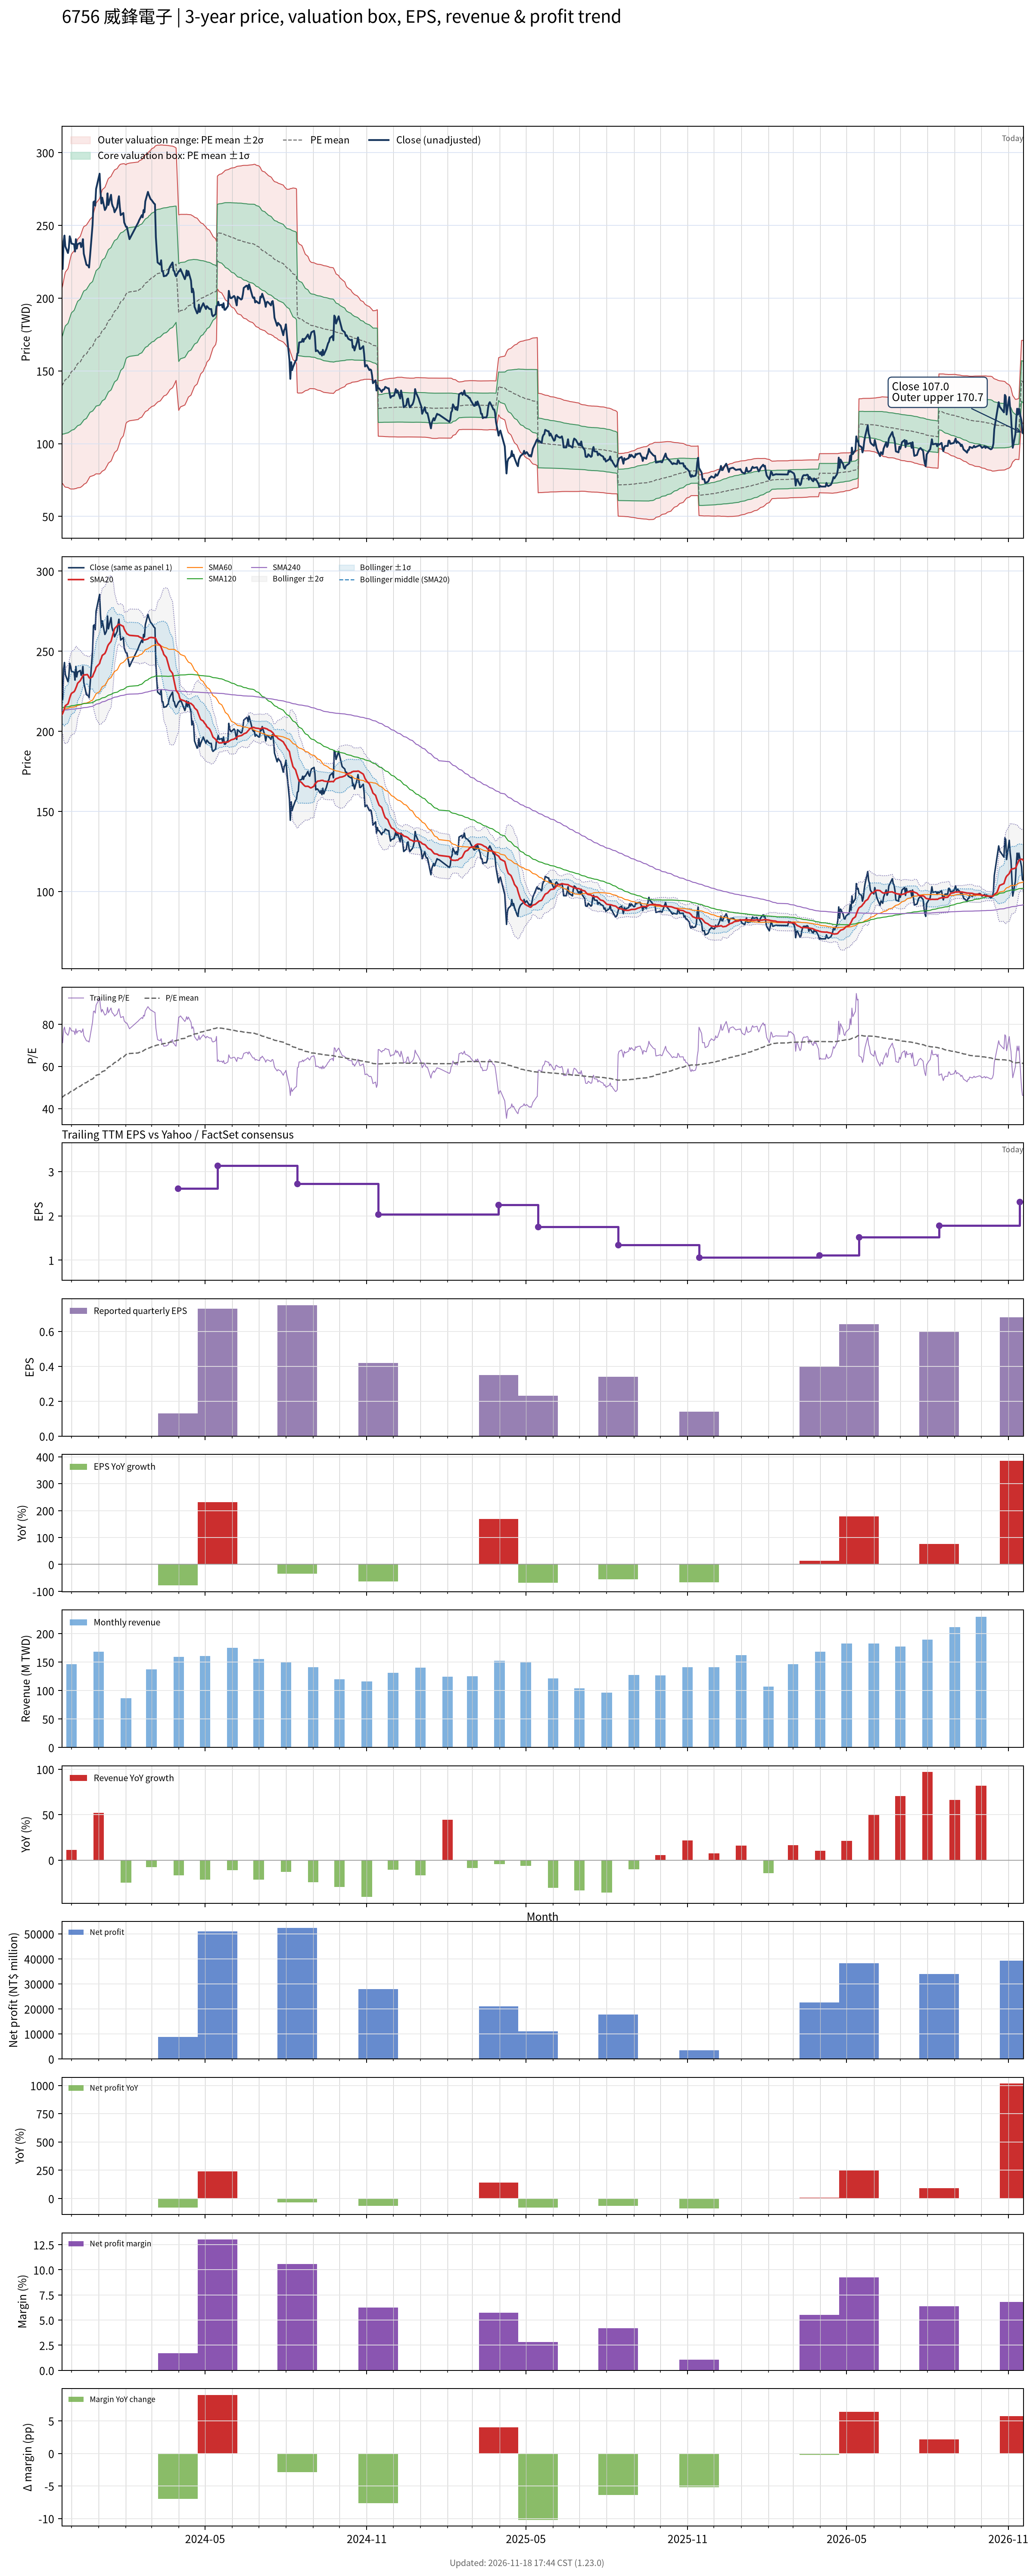 6756 威鋒電子 | 3-year price, valuation box, EPS, revenue & profit trend
Outer valuation range: PE mean ±2σ
PE mean
Close (unadjusted)
Core valuation box: PE mean ±1σ
Today
Close 107.0
Outer upper 170.7
Price (TWD)
300
250
200
150
100
50
Close (same as panel 1)
SMA20
SMA60
SMA120
SMA240
Bollinger ±2σ
Bollinger ±1σ
Bollinger middle (SMA20)
Price
300
250
200
150
100
Trailing P/E
P/E mean
P/E
80
60
40
Trailing TTM EPS vs Yahoo / FactSet consensus
Today
EPS
3
2
1
Reported quarterly EPS
EPS
0.6
0.4
0.2
0.0
EPS YoY growth
YoY (%)
400
300
200
100
0
-100
Monthly revenue
Revenue (M TWD)
200
150
100
50
0
Revenue YoY growth
YoY (%)
100
50
0
Month
Net profit
Net profit (NT$ million)
50000
40000
30000
20000
10000
0
Net profit YoY
YoY (%)
1000
750
500
250
0
Net profit margin
Margin (%)
12.5
10.0
7.5
5.0
2.5
0.0
Margin YoY change
Δ margin (pp)
5
0
-5
-10
2024-05
2024-11
2025-05
2025-11
2026-05
2026-11
Updated: 2026-11-18 17:44 CST (1.23.0)